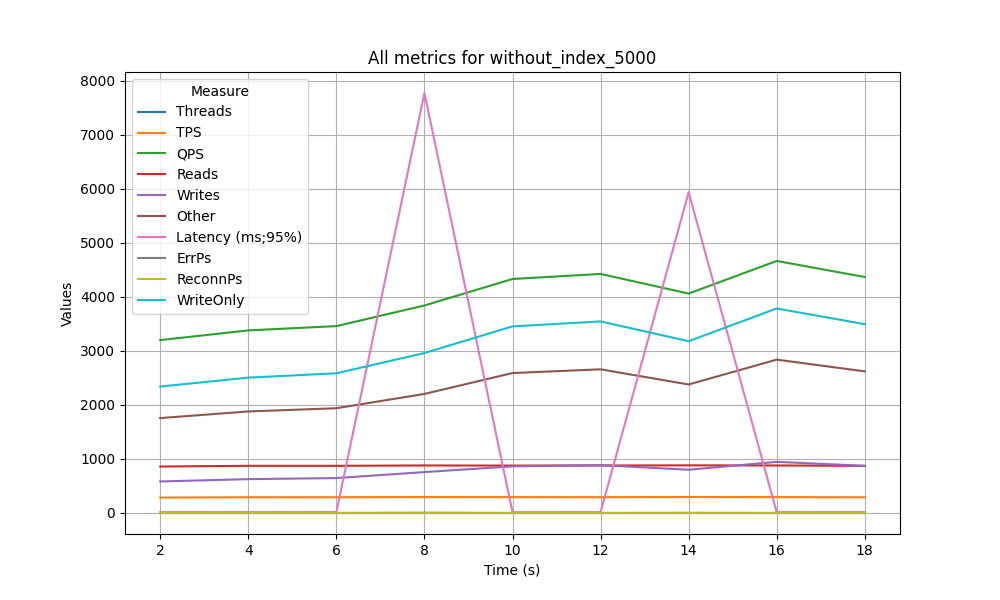 All metrics for without_index_5000
Values
8000
7000
6000
5000
4000
3000
2000
1000
0
Measure
Threads
TPS
QPS
Reads
Writes
Other
Latency (ms;95%)
ErrPs
ReconnPs
WriteOnly
2 4 6 8 10 12 14 16 18
Time (s)